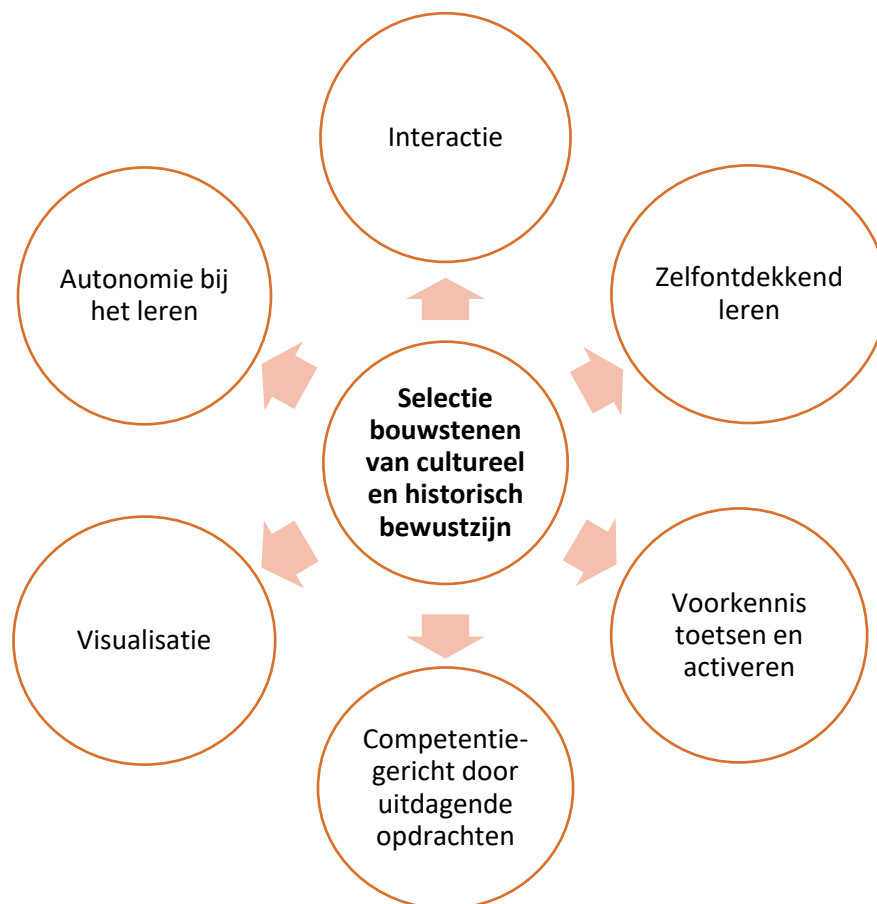 Interactie
Autonomie bij
het leren
Zelfontdekkend
leren
Selectie
bouwstenen
van cultureel
en historisch
bewustzijn
Visualisatie
Voorkennis
toetsen en
activeren
Competentie-
gericht door
uitdagende
opdrachten